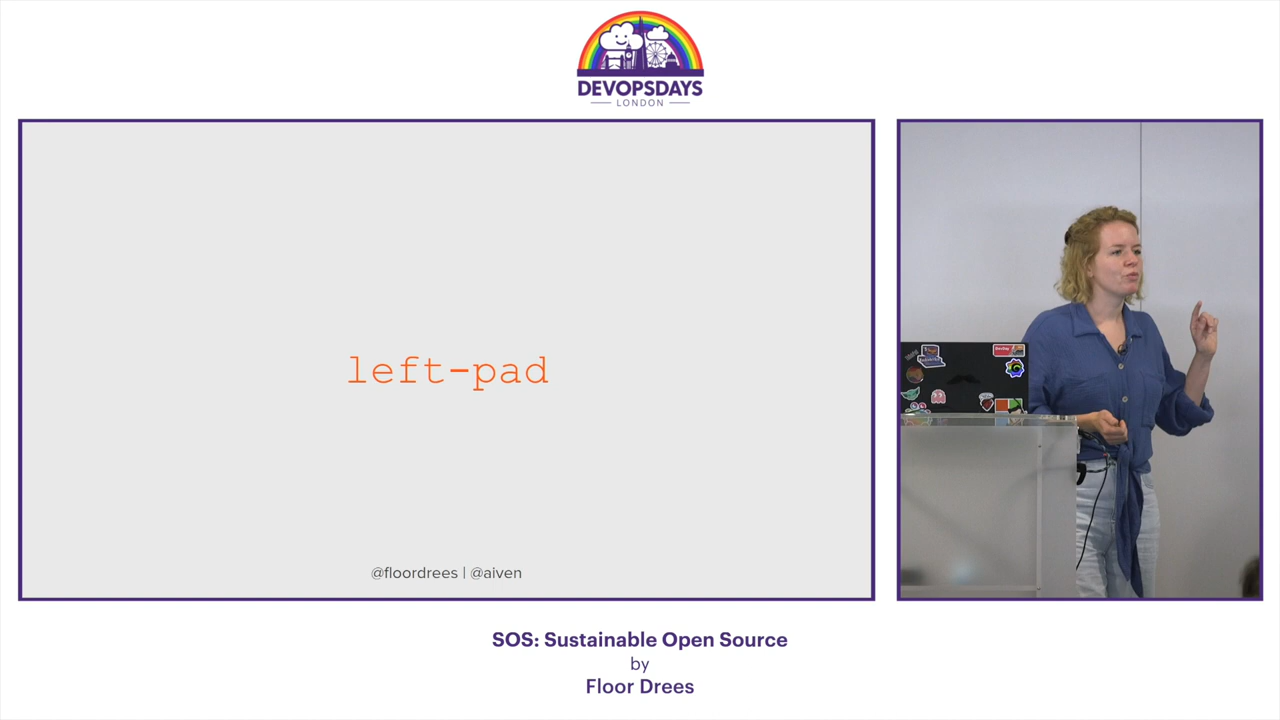 DEVOPSDAYS
LONDON
left-pad
@floordrees | @aiven
SOS: Sustainable Open Source
by
Floor Drees